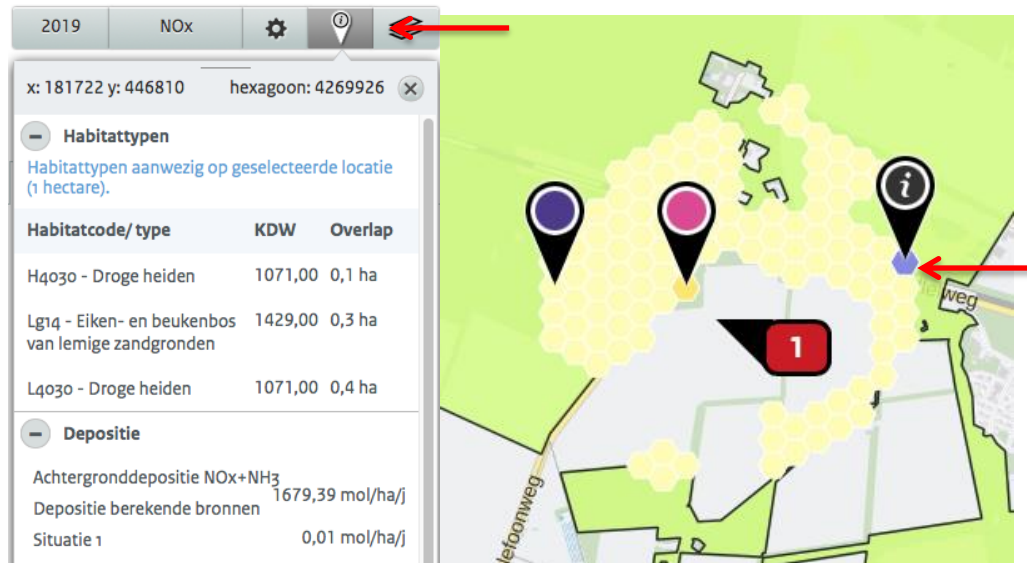 2019 NOx
x: 181722 y: 446810 hexagoon: 4269926
Habitattypen
Habitattypen aanwezig op geselecteerde locatie
(1 hectare).
Habitatcode/ type KDW Overlap
H4030 - Droge heiden 1071,00 0,1 ha
Lg14 - Eiken- en beukenbos 1429,00 0,3 ha
van lemige zandgronden
L4030 - Droge heiden 1071,00 0,4 ha
Depositie
Achtergronddepositie NOx+NH3
1679,39 mol/ha/j
Depositie berekende bronnen
Situatie 1 0,01 mol/ha/j
i
weg
1
lefoonweg